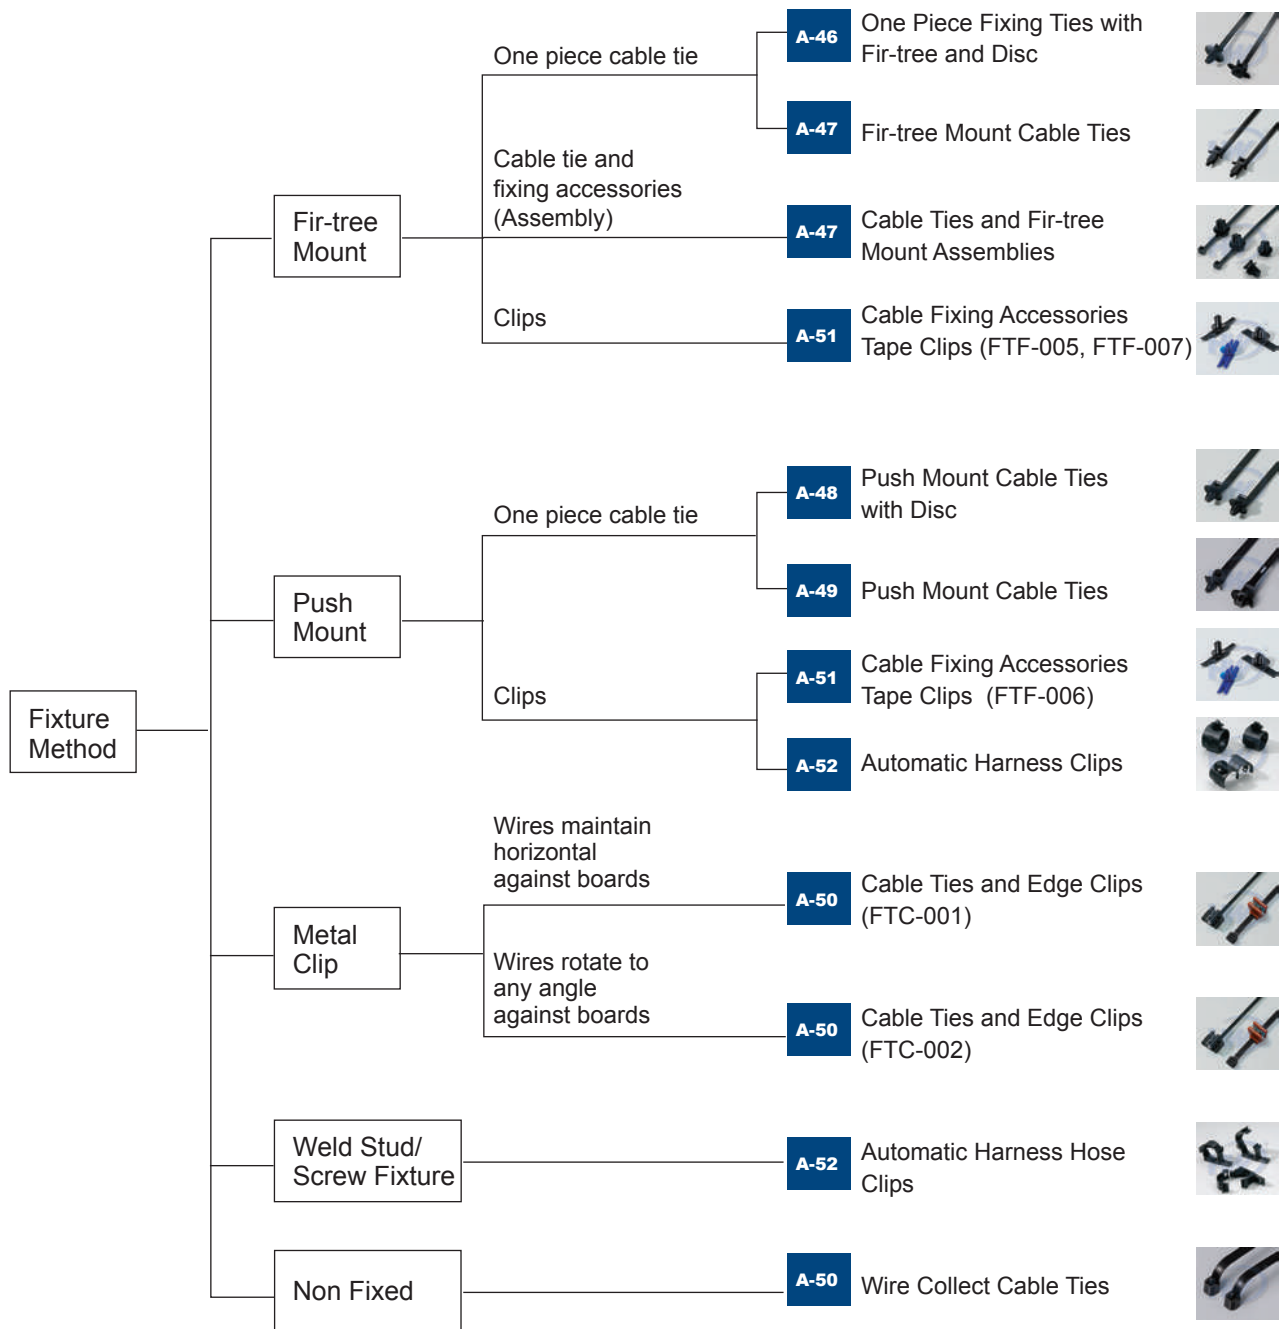 One piece cable tie
A-46
One Piece Fixing Ties with
Fir-tree and Disc
A-47
Fir-tree Mount Cable Ties
Cable tie and
fixing accessories
(Assembly)
Fir-tree
Mount
A-47
Cable Ties and Fir-tree
Mount Assemblies
Clips
A-51
Cable Fixing Accessories
Tape Clips (FTF-005, FTF-007)
One piece cable tie
A-48
Push Mount Cable Ties
with Disc
A-49
Push Mount Cable Ties
Push
Mount
Clips
A-51
Cable Fixing Accessories
Tape Clips (FTF-006)
A-52
Automatic Harness Clips
Fixture
Method
Wires maintain
horizontal
against boards
A-50
Cable Ties and Edge Clips
(FTC-001)
Metal
Clip
Wires rotate to
any angle
against boards
A-50
Cable Ties and Edge Clips
(FTC-002)
Weld Stud/
Screw Fixture
A-52
Automatic Harness Hose
Clips
Non Fixed
A-50
Wire Collect Cable Ties